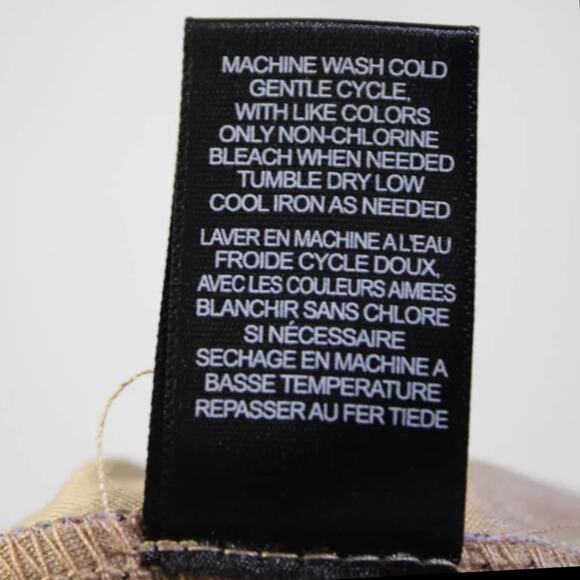 MACHINE WASH COLD
GENTLE CYCLE,
WITH LIKE COLORS
ONLY NON-CHLORINE
BLEACH WHEN NEEDED
TUMBLE DRY LOW
COOL IRON AS NEEDED
LAVER EN MACHINE A L'EAU
FROIDE CYCLE DOUX,
AVEC LES COULEURS AIMEES
BLANCHIR SANS CHLORE
SI NÉCESSAIRE
SECHAGE EN MACHINE A
BASSE TEMPERATURE
REPASSER AU FER TIEDE